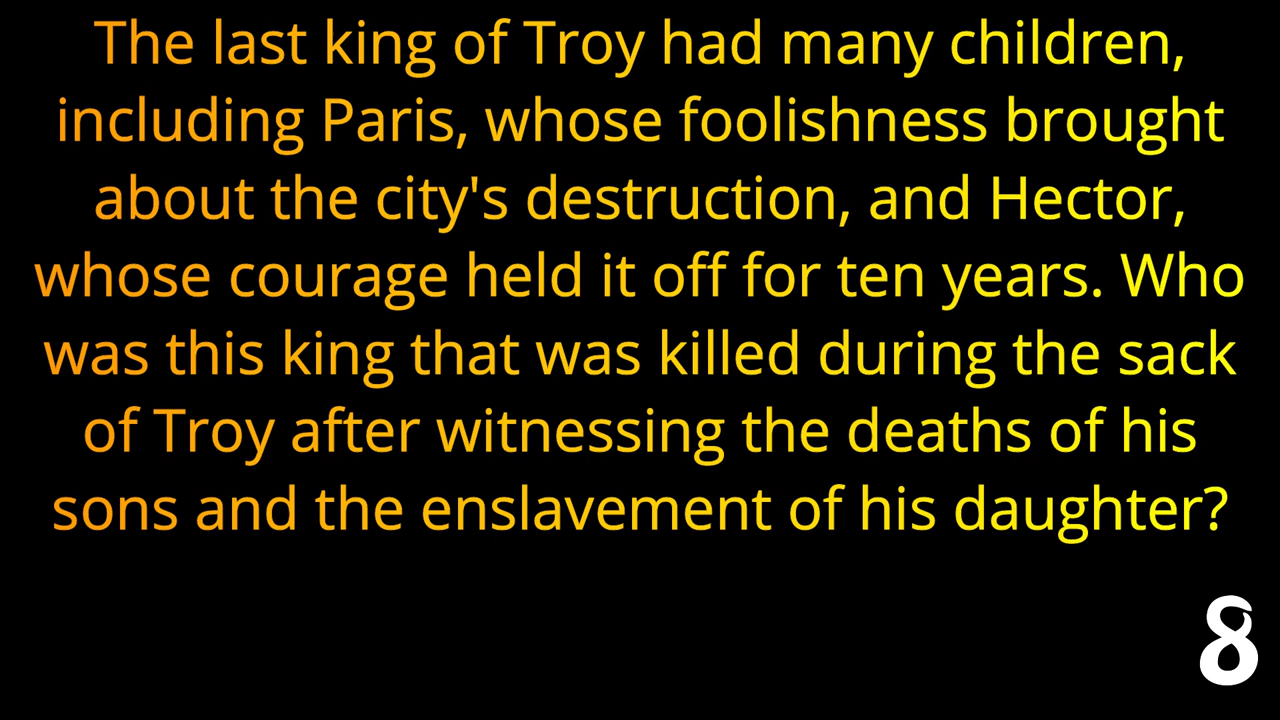 The last king of Troy had many children,
including Paris, whose foolishness brought
about the city's destruction, and Hector,
whose courage held it off for ten years. Who
was this king that was killed during the sack
of Troy after witnessing the deaths of his
sons and the enslavement of his daughter?
8